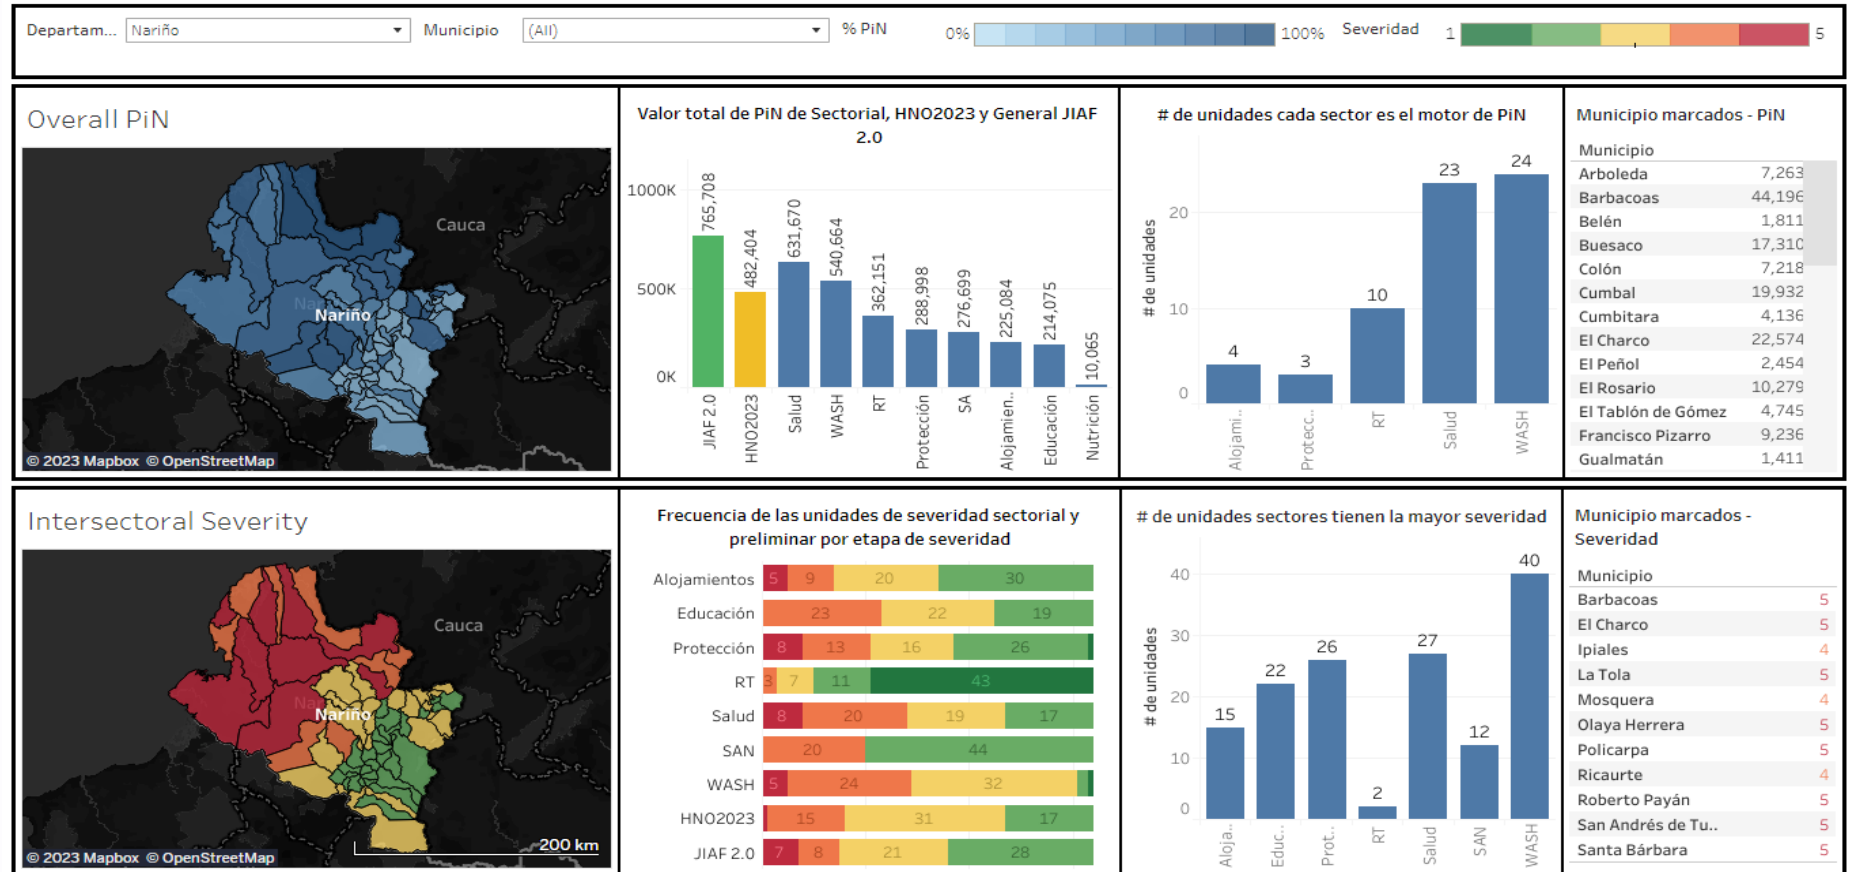 Departam...
Nariño
Municipio
(All)
% PiN
0%
100%
Severidad
1
5
Overall PiN
Cauca
Nariño
© 2023 Mapbox © OpenStreetMap
Valor total de PiN de Sectorial, HNO2023 y General JIAF
2.0
1000K
500K
0K
765,708
482,404
631,670
540,664
362,151
288,998
276,699
225,084
214,075
10,065
JIAF 2.0
HNO2023
Salud
WASH
RT
Protección
SA
Alojamien..
Educación
Nutrición
# de unidades cada sector es el motor de PiN
# de unidades
20
10
0
4
3
10
23
24
Alojami..
Protecc..
RT
Salud
WASH
Municipio marcados - PiN
Municipio
Arboleda 7,263
Barbacoas 44,196
Belén 1,811
Buesaco 17,310
Colón 7,218
Cumbal 19,932
Cumbitara 4,136
El Charco 22,574
El Peñol 2,454
El Rosario 10,279
El Tablón de Gómez 4,745
Francisco Pizarro 9,236
Gualmatán 1,411
Intersectoral Severity
Cauca
Nariño
200 km
© 2023 Mapbox © OpenStreetMap
Frecuencia de las unidades de severidad sectorial y
preliminar por etapa de severidad
Alojamientos 5 9 20 30
Educación 23 22 19
Protección 8 13 16 26
RT 3 7 11 43
Salud 8 20 19 17
SAN 20 44
WASH 5 24 32
HNO2023 15 31 17
JIAF 2.0 7 8 21 28
# de unidades sectores tienen la mayor severidad
# de unidades
40
30
20
10
0
15
22
26
2
27
12
40
Aloja..
Educ..
Prot..
RT
Salud
SAN
WASH
Municipio marcados -
Severidad
Municipio
Barbacoas 5
El Charco 5
Ipiales 4
La Tola 5
Mosquera 4
Olaya Herrera 5
Policarpa 5
Ricaurte 4
Roberto Payán 5
San Andrés de Tu.. 5
Santa Bárbara 5